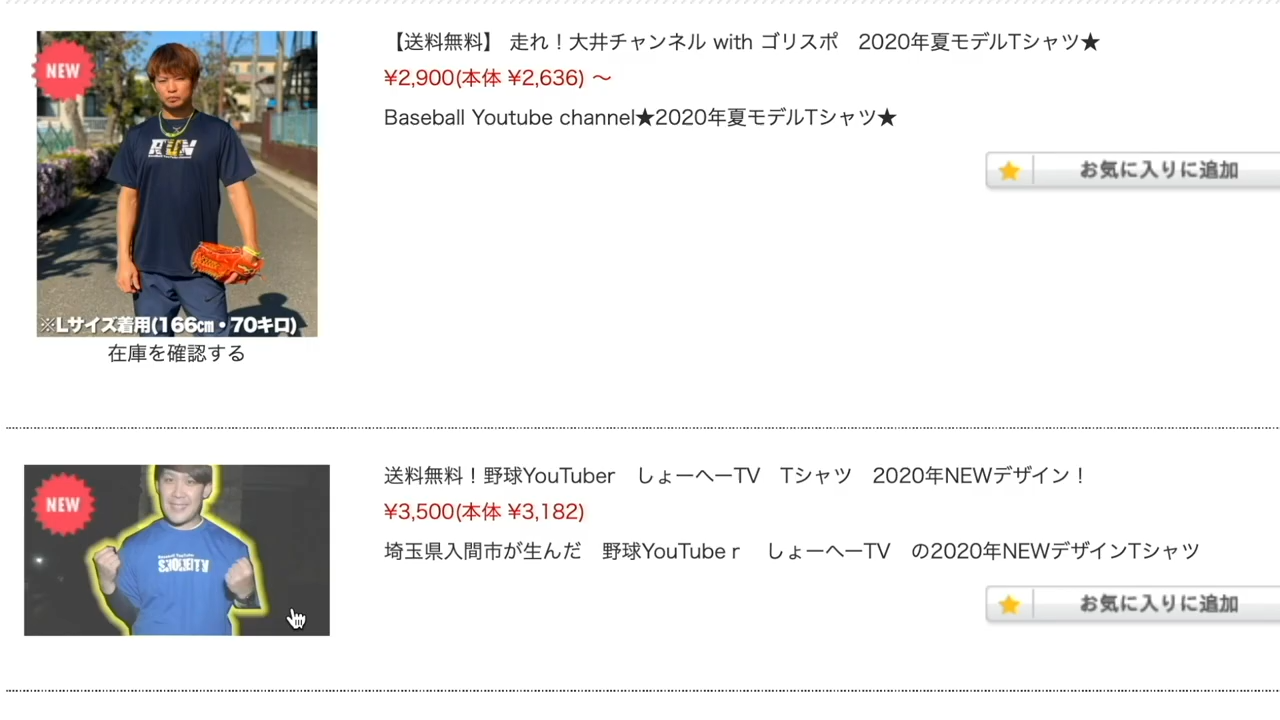 NEW
【送料無料】 走れ！大井チャンネル with ゴリスポ　2020年夏モデルTシャツ★
¥2,900(本体 ¥2,636) ～
Baseball Youtube channel★2020年夏モデルTシャツ★
お気に入りに追加
RUN
※Lサイズ着用(166㎝・70キロ)
在庫を確認する
NEW
送料無料！野球YouTuber　しょーへーTV　Tシャツ　2020年NEWデザイン！
¥3,500(本体 ¥3,182)
埼玉県入間市が生んだ　野球YouTubeｒ　しょーへーTV　の2020年NEWデザインTシャツ
Baseball YouTuber
SHOHEITV
お気に入りに追加